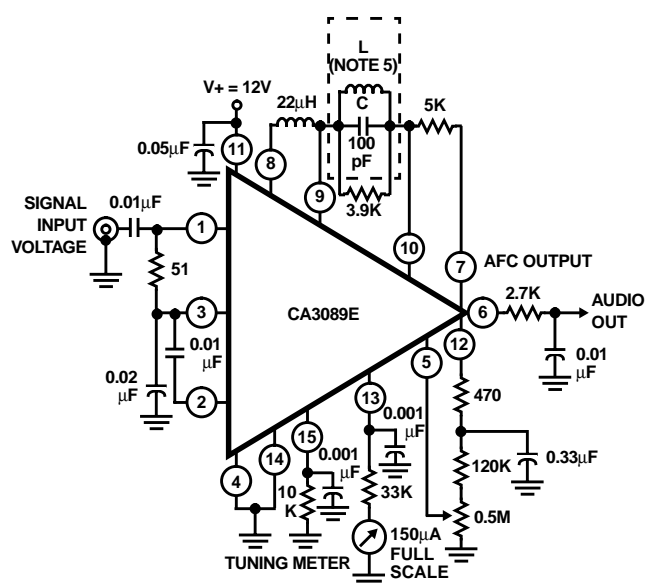 L
(NOTE 5)
V+ = 12V
22μH
C
5K
0.05μF
100
pF
11
8
9
3.9K
SIGNAL
INPUT
VOLTAGE
0.01μF
1
10
7
AFC OUTPUT
51
2.7K
3
CA3089E
6
AUDIO
OUT
0.01
μF
12
0.01
μF
0.02
μF
5
2
13
470
0.001
μF
15
0.001
μF
120K
0.33μF
4
14
10
K
33K
0.5M
TUNING METER
150μA
FULL
SCALE